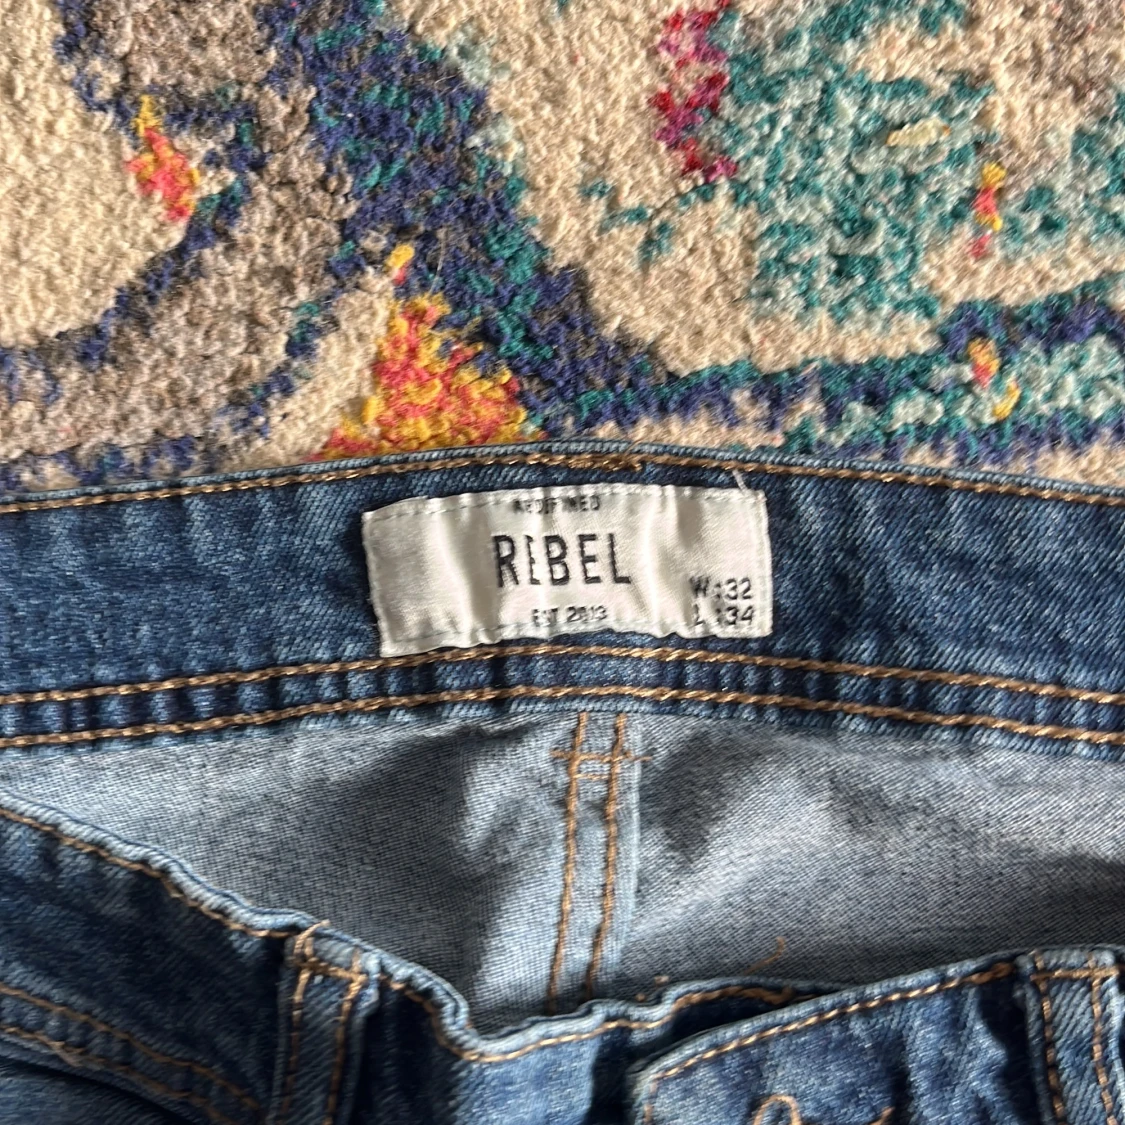 REDEFINED
REBEL
EST 2013
W:32
L:34